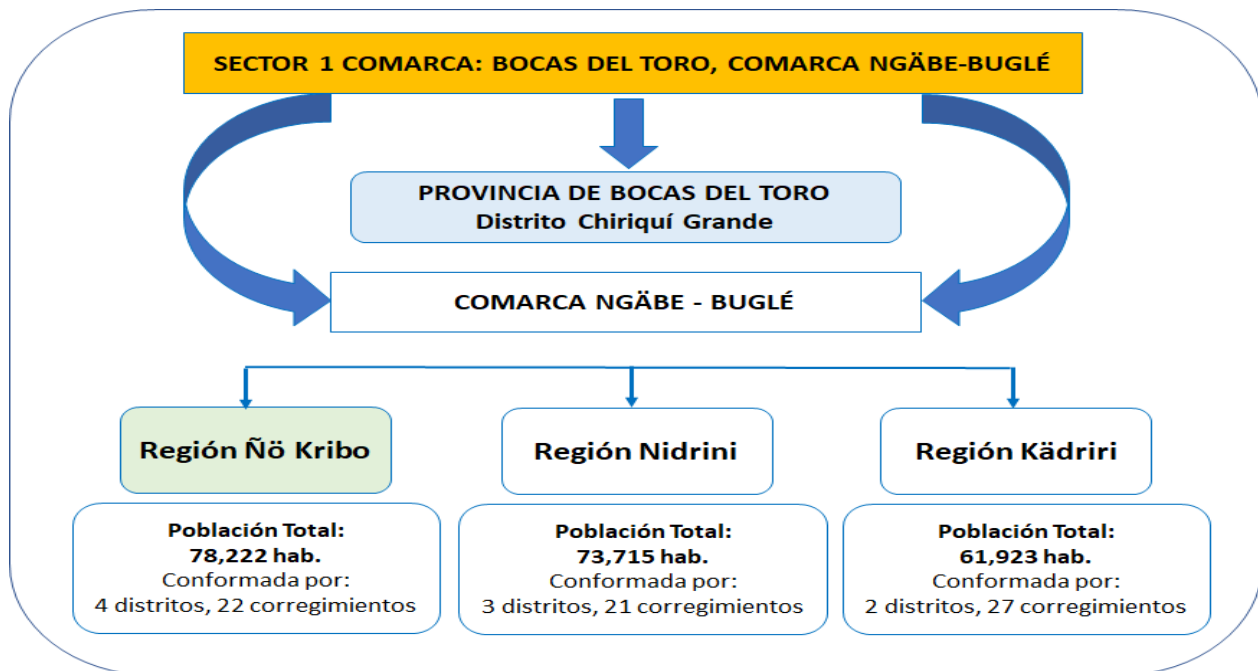 SECTOR 1 COMARCA: BOCAS DEL TORO, COMARCA NGÄBE-BUGLÉ
PROVINCIA DE BOCAS DEL TORO
Distrito Chiriquí Grande
COMARCA NGÄBE - BUGLÉ
Región Ñö Kribo
Población Total:
78,222 hab.
Conformada por:
4 distritos, 22 corregimientos
Región Nidrini
Población Total:
73,715 hab.
Conformada por:
3 distritos, 21 corregimientos
Región Kädriri
Población Total:
61,923 hab.
Conformada por:
2 distritos, 27 corregimientos